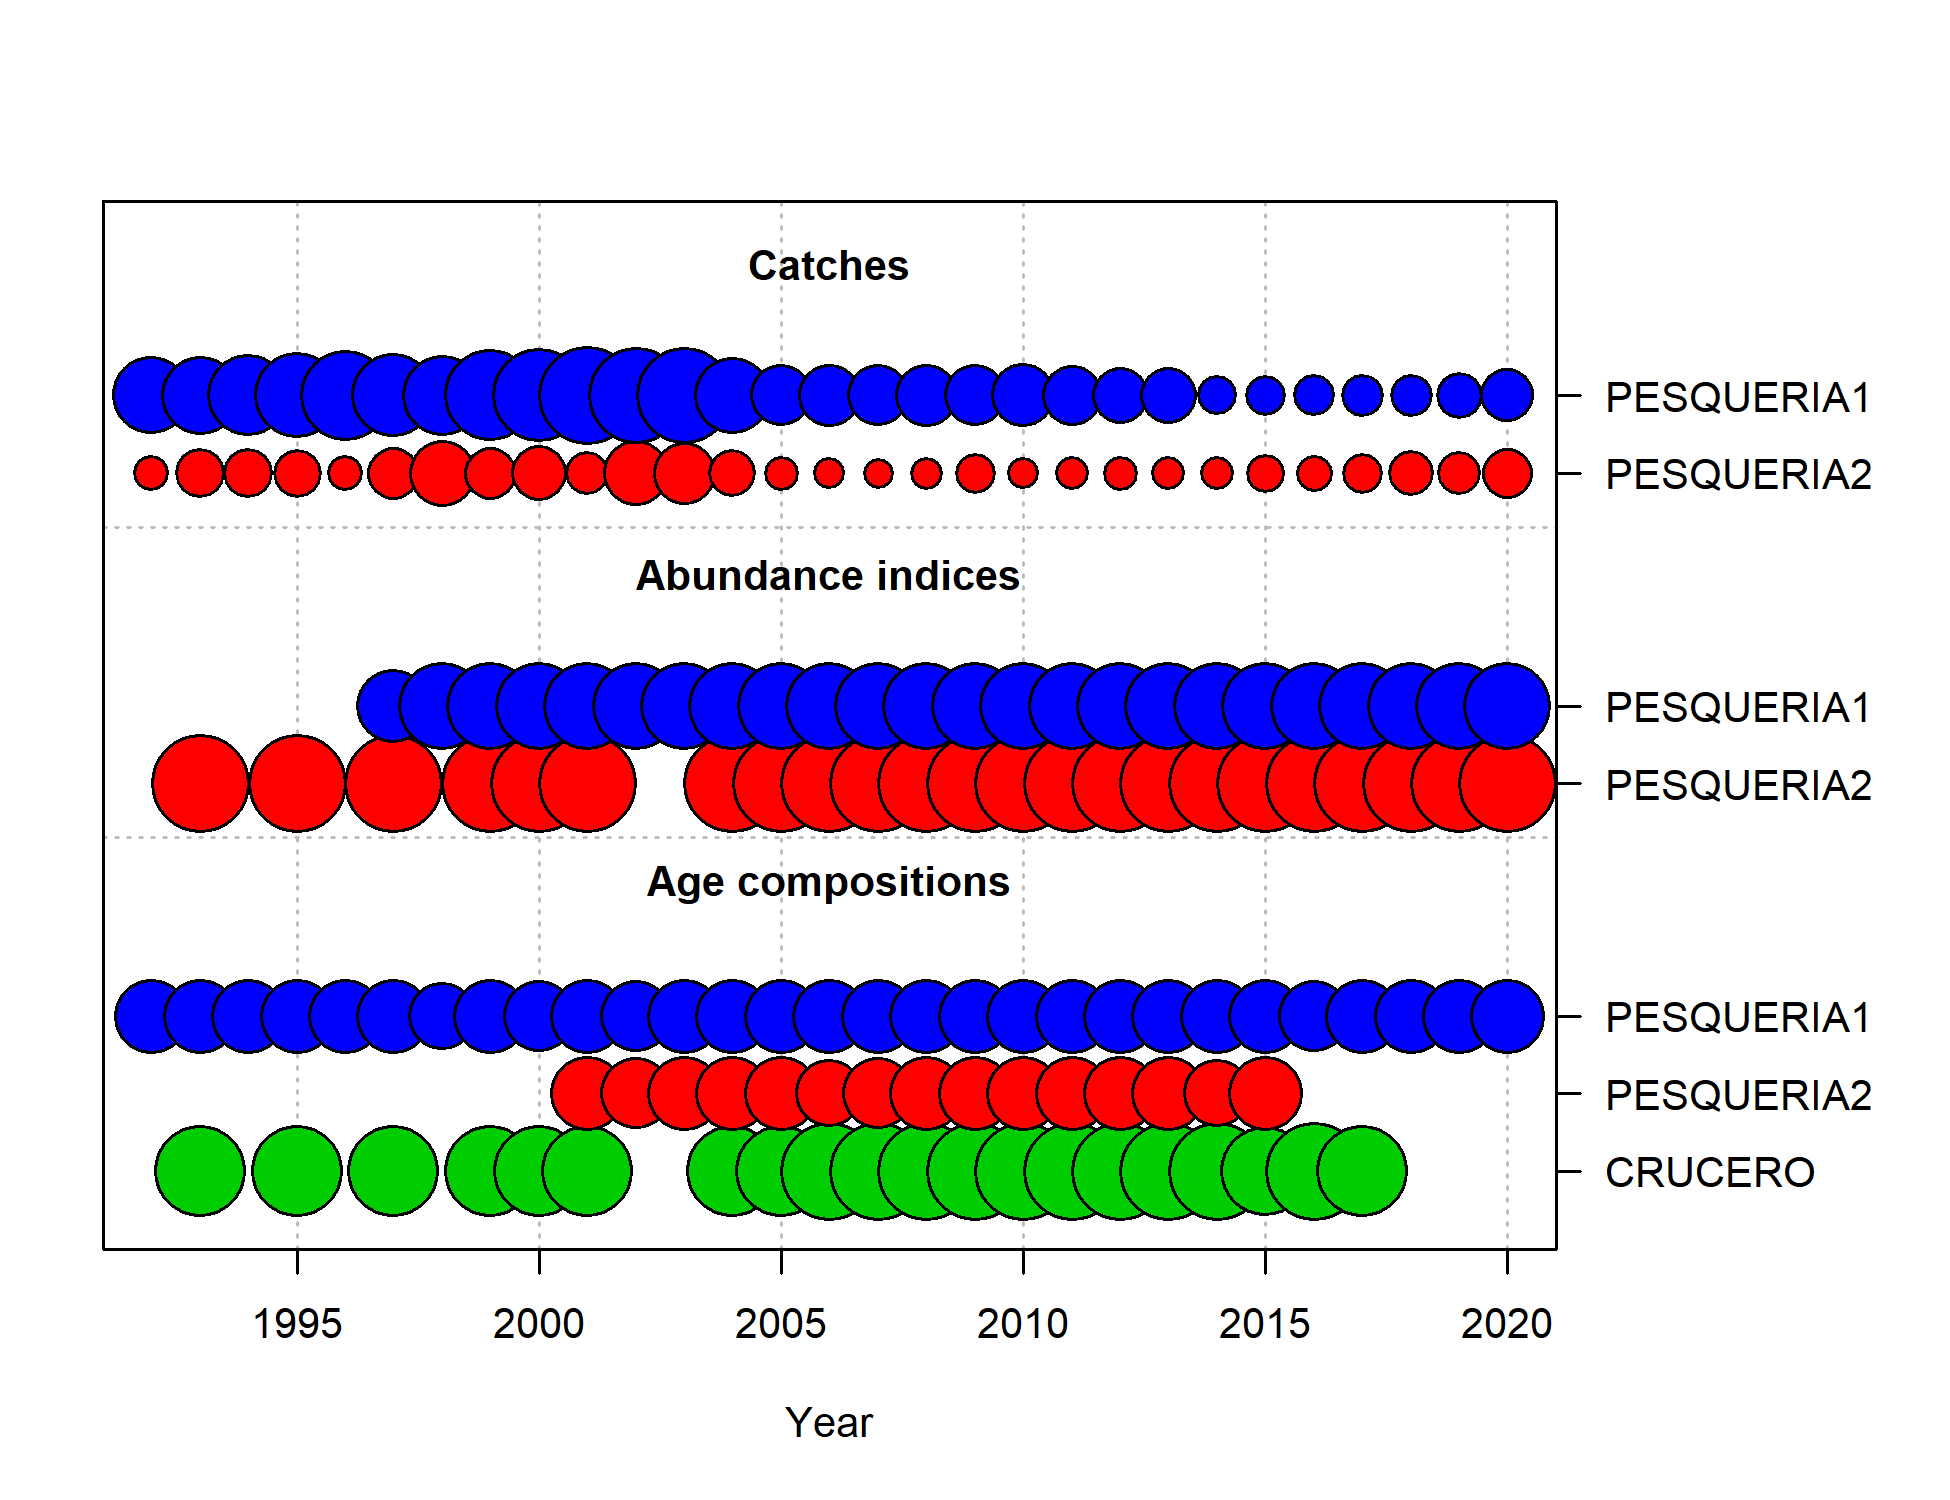 Catches
PESQUERIA1
PESQUERIA2
Abundance indices
PESQUERIA1
PESQUERIA2
Age compositions
PESQUERIA1
PESQUERIA2
CRUCERO
1995 2000 2005 2010 2015 2020
Year